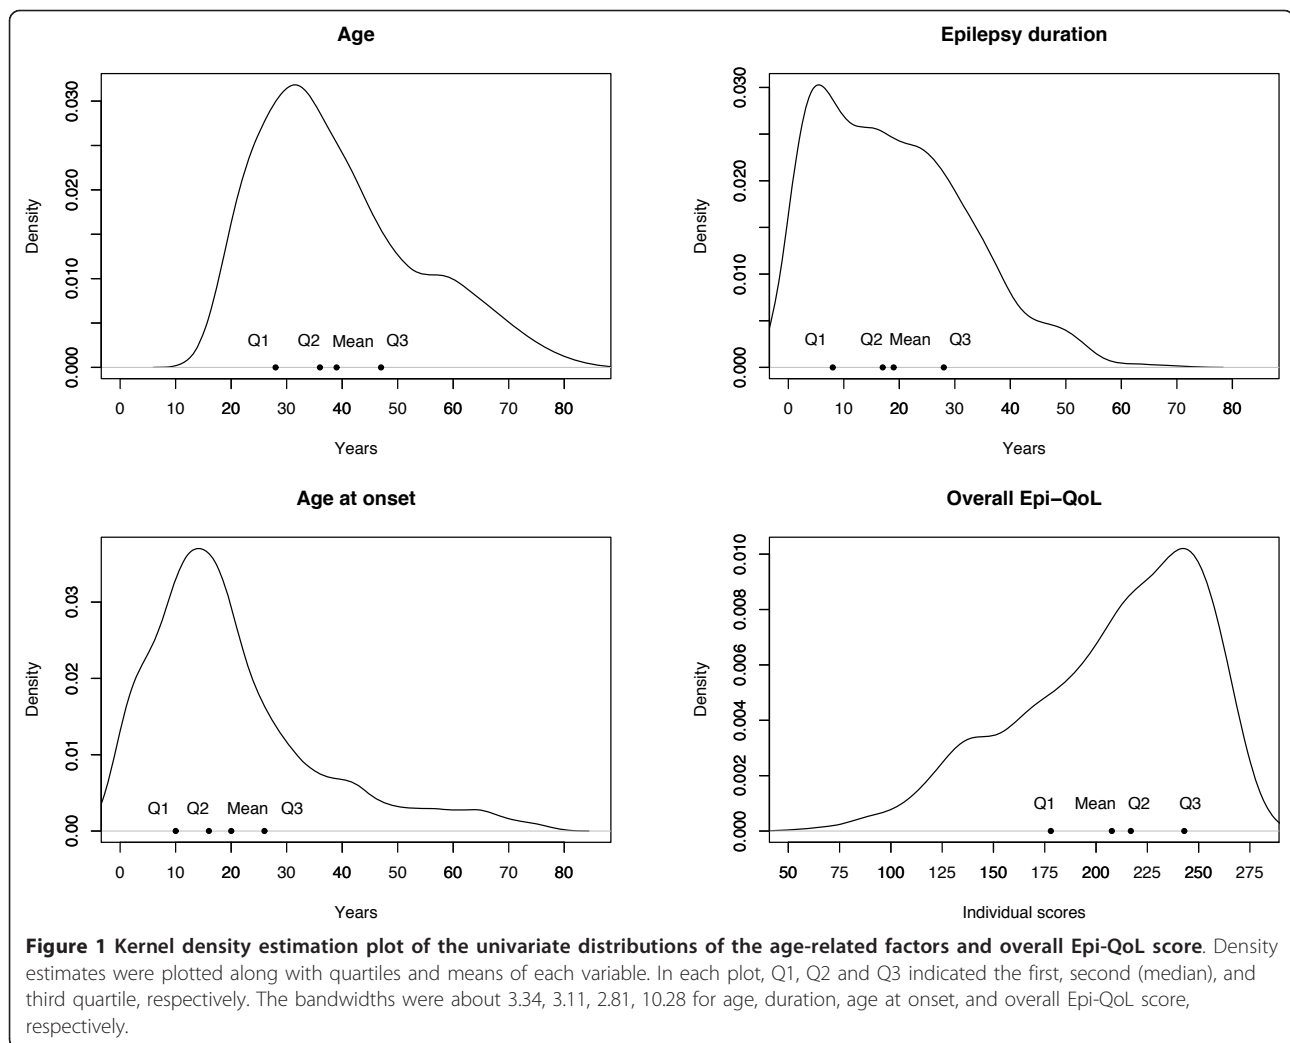 Age
Epilepsy duration
Density
0.000 0.010 0.020 0.030
Q1 Q2 Mean Q3
0 10 20 30 40 50 60 70 80
Years
Density
0.000 0.010 0.020 0.030
Q1 Q2 Mean Q3
0 10 20 30 40 50 60 70 80
Years
Age at onset
Overall Epi−QoL
Density
0.00 0.01 0.02 0.03
Q1 Q2 Mean Q3
0 10 20 30 40 50 60 70 80
Years
Density
0.000 0.002 0.004 0.006 0.008 0.010
Q1 Mean Q2 Q3
50 75 100 125 150 175 200 225 250 275
Individual scores
Figure 1 Kernel density estimation plot of the univariate distributions of the age-related factors and overall Epi-QoL score. Density
estimates were plotted along with quartiles and means of each variable. In each plot, Q1, Q2 and Q3 indicated the first, second (median), and
third quartile, respectively. The bandwidths were about 3.34, 3.11, 2.81, 10.28 for age, duration, age at onset, and overall Epi-QoL score,
respectively.